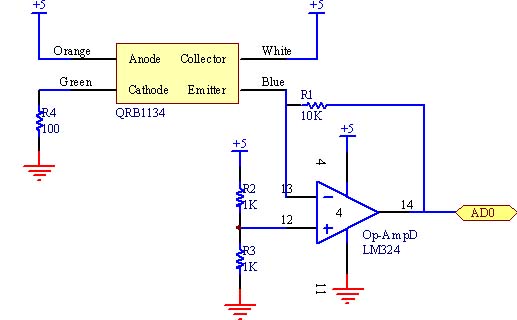 +5 +5
Orange White
Anode Collector
Green Blue
Cathode Emitter
R4 QRB1134 R1
100 10K
+5
+5 4
R2 13
1K 14 AD0
12 4
R3 Op-AmpD
1K LM324
11